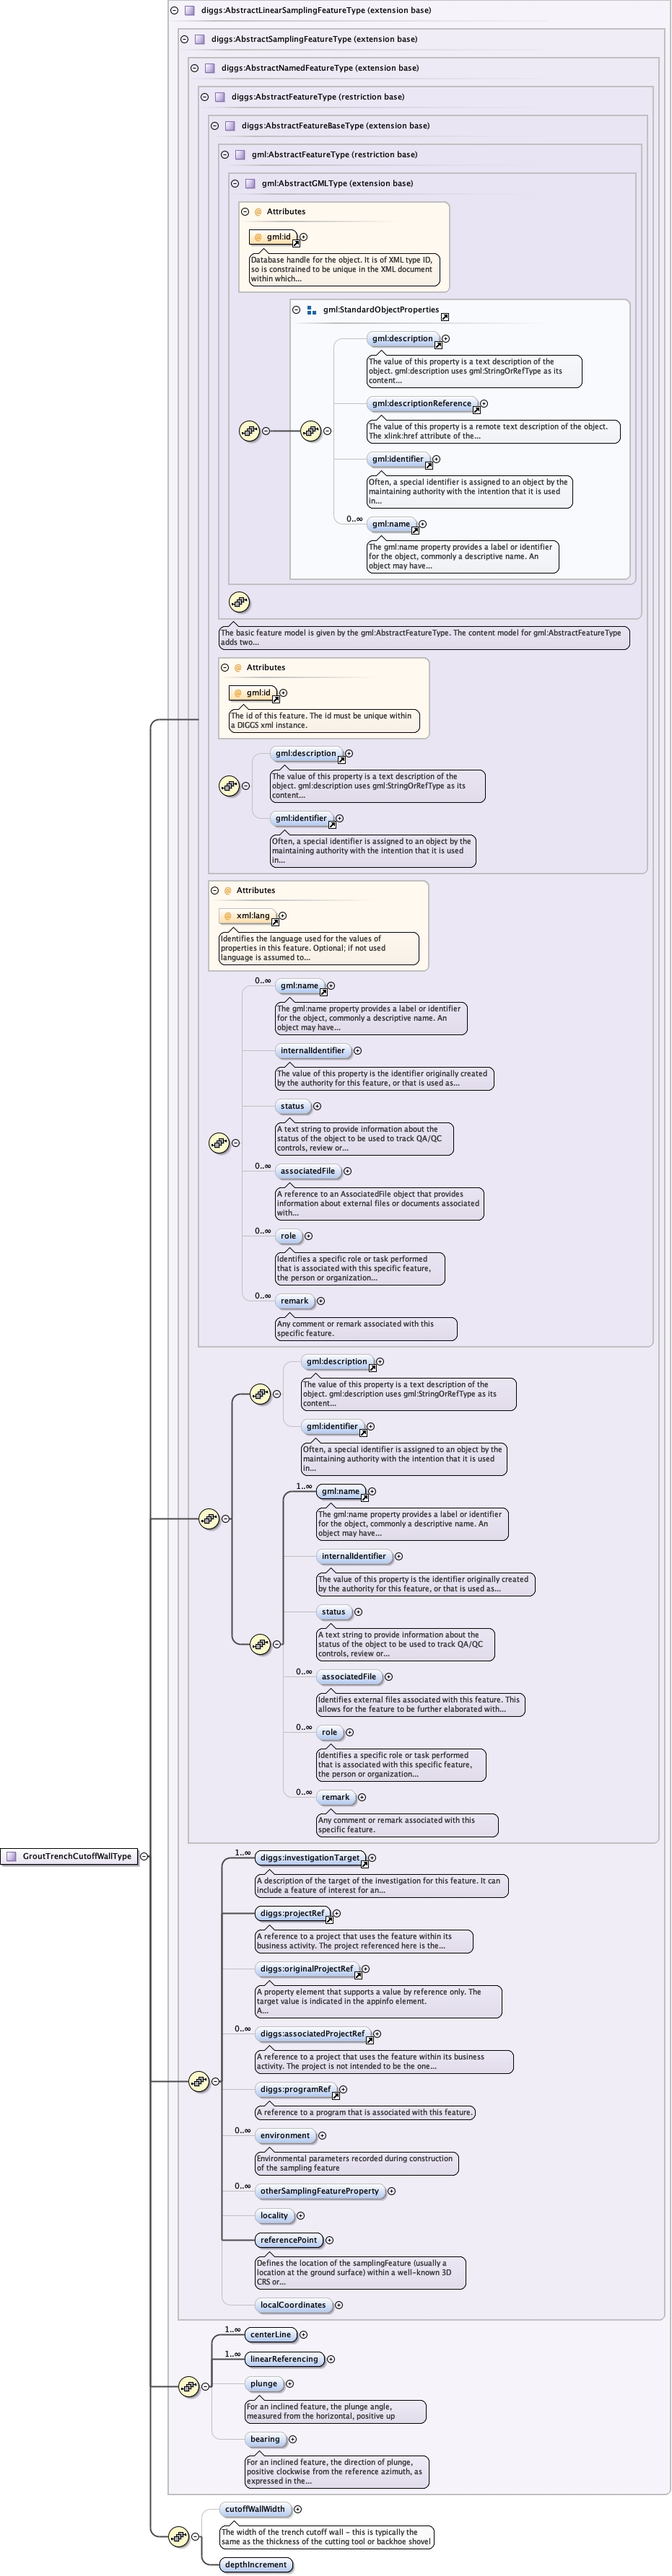 diggs:AbstractLinearSamplingFeatureType (extension base)
diggs:AbstractSamplingFeatureType (extension base)
diggs:AbstractNamedFeatureType (extension base)
diggs:AbstractFeatureType (restriction base)
diggs:AbstractFeatureBaseType (extension base)
gml:AbstractFeatureType (restriction base)
gml:AbstractGMLType (extension base)
@ Attributes
@ gml:id
Database handle for the object. It is of XML type ID,
so is constrained to be unique in the XML document
within which...
gml:StandardObjectProperties
gml:description
The value of this property is a text description of the
object. gml:description uses gml:StringOrRefType as its
content...
gml:descriptionReference
The value of this property is a remote text description of the object.
The xlink:href attribute of the...
gml:identifier
Often, a special identifier is assigned to an object by the
maintaining authority with the intention that it is used
in...
0..∞
gml:name
The gml:name property provides a label or identifier
for the object, commonly a descriptive name. An
object may have...
The basic feature model is given by the gml:AbstractFeatureType. The content model for gml:AbstractFeatureType
adds two...
@ Attributes
@ gml:id
The id of this feature. The id must be unique within
a DIGGS xml instance.
gml:description
The value of this property is a text description of the
object. gml:description uses gml:StringOrRefType as its
content...
gml:identifier
Often, a special identifier is assigned to an object by the
maintaining authority with the intention that it is used
in...
@ Attributes
@ xml:lang
Identifies the language used for the values of
properties in this feature. Optional; if not used
language is assumed to...
0..∞
gml:name
The gml:name property provides a label or identifier
for the object, commonly a descriptive name. An
object may have...
internalIdentifier
The value of this property is the identifier originally created
by the authority for this feature, or that is used as...
status
A text string to provide information about the
status of the object to be used to track QA/QC
controls, review or...
0..∞
associatedFile
A reference to an AssociatedFile object that provides
information about external files or documents associated
with...
0..∞
role
Identifies a specific role or task performed
that is associated with this specific feature,
the person or organization...
0..∞
remark
Any comment or remark associated with this
specific feature.
gml:description
The value of this property is a text description of the
object. gml:description uses gml:StringOrRefType as its
content...
gml:identifier
Often, a special identifier is assigned to an object by the
maintaining authority with the intention that it is used
in...
1..∞
gml:name
The gml:name property provides a label or identifier
for the object, commonly a descriptive name. An
object may have...
internalIdentifier
The value of this property is the identifier originally created
by the authority for this feature, or that is used as...
status
A text string to provide information about the
status of the object to be used to track QA/QC
controls, review or...
0..∞
associatedFile
Identifies external files associated with this feature. This
allows for the feature to be further elaborated with...
0..∞
role
Identifies a specific role or task performed
that is associated with this specific feature,
the person or organization...
0..∞
remark
Any comment or remark associated with this
specific feature.
GroutTrenchCutoffWallType
1..∞
diggs:investigationTarget
A description of the target of the investigation for this feature. It can
include a feature of interest for an...
diggs:projectRef
A reference to a project that uses the feature within its
business activity. The project referenced here is the...
diggs:originalProjectRef
A property element that supports a value by reference only. The
target value is indicated in the appinfo element.
A...
0..∞
diggs:associatedProjectRef
A reference to a project that uses the feature within its business
activity. The project is not intended to be the one...
diggs:programRef
A reference to a program that is associated with this feature.
0..∞
environment
Environmental parameters recorded during construction
of the sampling feature
0..∞
otherSamplingFeatureProperty
locality
referencePoint
Defines the location of the samplingFeature (usually a
location at the ground surface) within a well-known 3D
CRS or...
localCoordinates
1..∞
centerLine
1..∞
linearReferencing
plunge
For an inclined feature, the plunge angle,
measured from the horizontal, positive up
bearing
For an inclined feature, the direction of plunge,
positive clockwise from the reference azimuth, as
expressed in the...
cutoffWallWidth
The width of the trench cutoff wall - this is typically the
same as the thickness of the cutting tool or backhoe shovel
depthIncrement